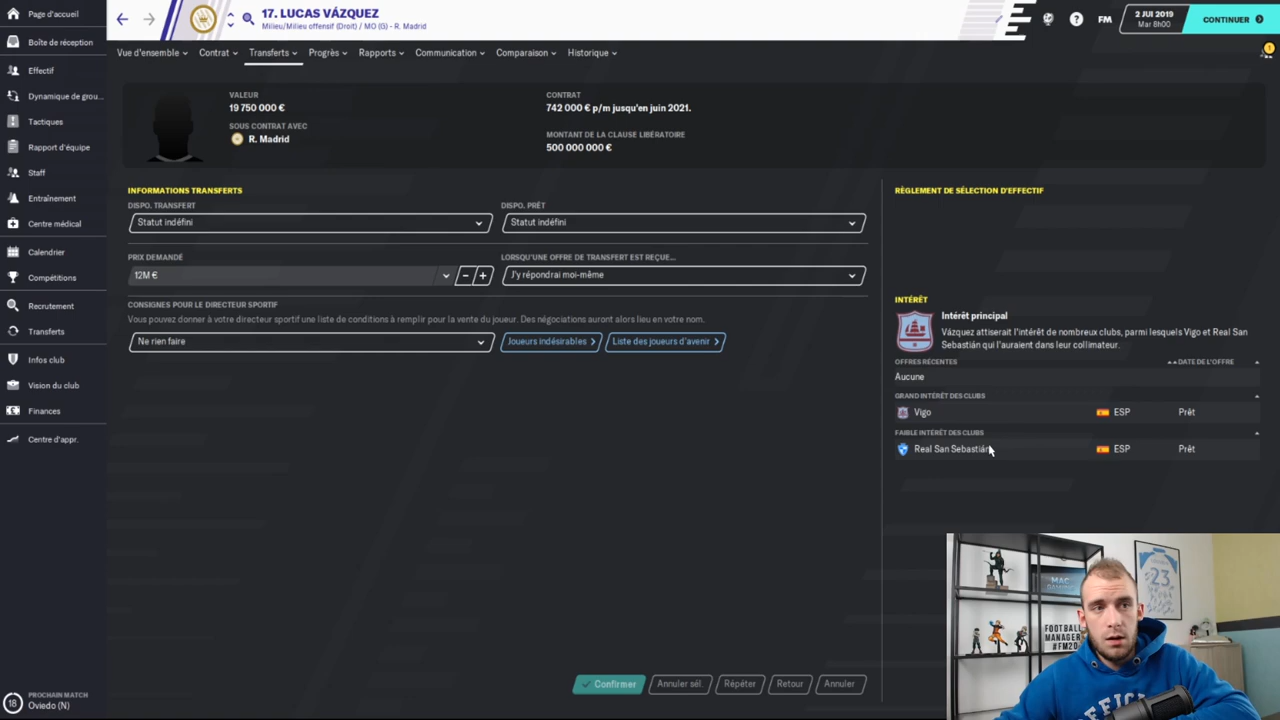 Page d'accueil
Boîte de réception
Effectif
Dynamique de grou...
Tactiques
Rapport d'équipe
Staff
Entraînement
Centre médical
Calendrier
Compétitions
Recrutement
Transferts
Infos club
Vision du club
Finances
Centre d'appr.
18
PROCHAIN MATCH
Oviedo (N)
17. LUCAS VÁZQUEZ
Milieu/Milieu offensif (Droit) / MO (G) - R. Madrid
FM
2 JUI 2019
Mar 8h00
CONTINUER
1
Vue d'ensemble
Contrat
Transferts
Progrès
Rapports
Communication
Comparaison
Historique
VALEUR
19 750 000 €
SOUS CONTRAT AVEC
R. Madrid
CONTRAT
742 000 € p/m jusqu'en juin 2021.
MONTANT DE LA CLAUSE LIBÉRATOIRE
500 000 000 €
INFORMATIONS TRANSFERTS
DISPO. TRANSFERT
Statut indéfini
DISPO. PRÊT
Statut indéfini
PRIX DEMANDÉ
12M €
LORSQU'UNE OFFRE DE TRANSFERT EST REÇUE...
J'y répondrai moi-même
CONSIGNES POUR LE DIRECTEUR SPORTIF
Vous pouvez donner à votre directeur sportif une liste de conditions à remplir pour la vente du joueur. Des négociations auront alors lieu en votre nom.
Ne rien faire
Joueurs indésirables
Liste des joueurs d'avenir
RÈGLEMENT DE SÉLECTION D'EFFECTIF
INTÉRÊT
Intérêt principal
Vázquez attiserait l'intérêt de nombreux clubs, parmi lesquels Vigo et Real San
Sebastián qui l'auraient dans leur collimateur.
OFFRES RÉCENTES
DATE DE L'OFFRE
Aucune
GRAND INTÉRÊT DES CLUBS
Vigo ESP Prêt
FAIBLE INTÉRÊT DES CLUBS
Real San Sebastián ESP Prêt
Confirmer
Annuler sél.
Répéter
Retour
Annuler
MAC
23
FOOTBALL
MANAGER
#FM20